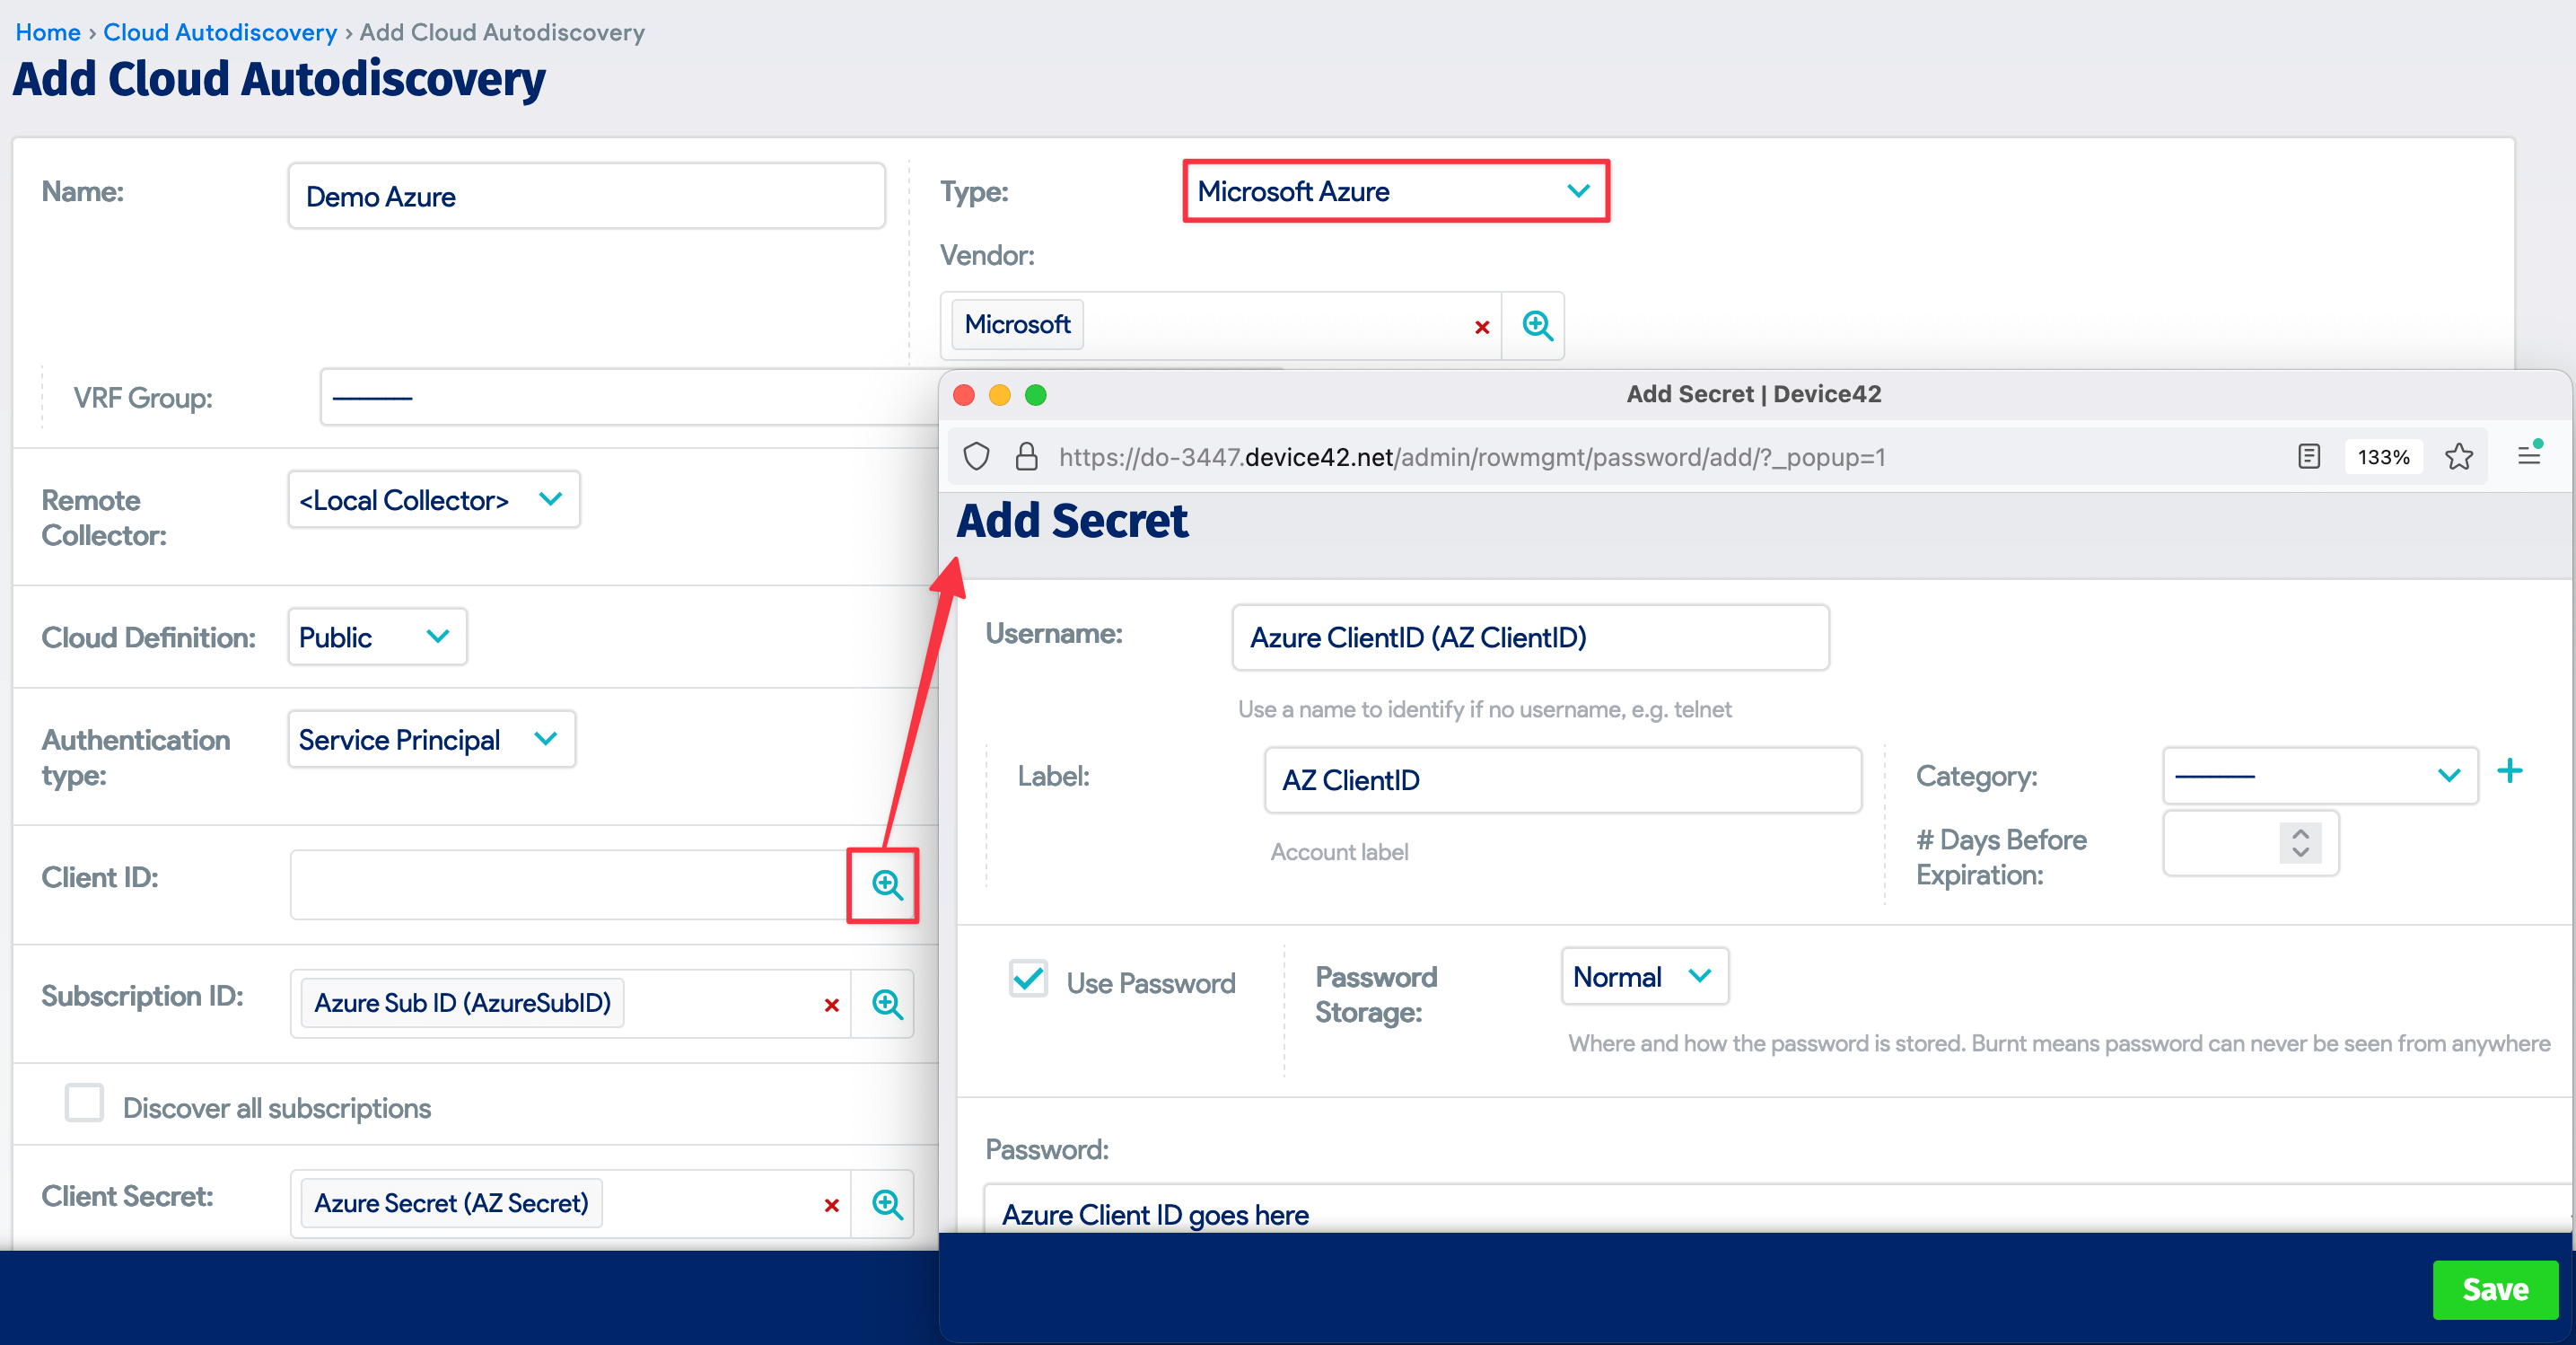 Home › Cloud Autodiscovery › Add Cloud Autodiscovery
Add Cloud Autodiscovery
Name:
Demo Azure
Type:
Microsoft Azure
Vendor:
Microsoft
VRF Group:
Remote
Collector:
<Local Collector>
Cloud Definition:
Public
Authentication
type:
Service Principal
Client ID:
Subscription ID:
Azure Sub ID (AzureSubID)
Discover all subscriptions
Client Secret:
Azure Secret (AZ Secret)
Add Secret | Device42
https://do-3447.device42.net/admin/rowmgmt/password/add/?_popup=1
133%
Add Secret
Username:
Azure ClientID (AZ ClientID)
Use a name to identify if no username, e.g. telnet
Label:
AZ ClientID
Account label
Category:
# Days Before
Expiration:
Use Password
Password
Storage:
Normal
Where and how the password is stored. Burnt means password can never be seen from anywhere
Password:
Azure Client ID goes here
Save